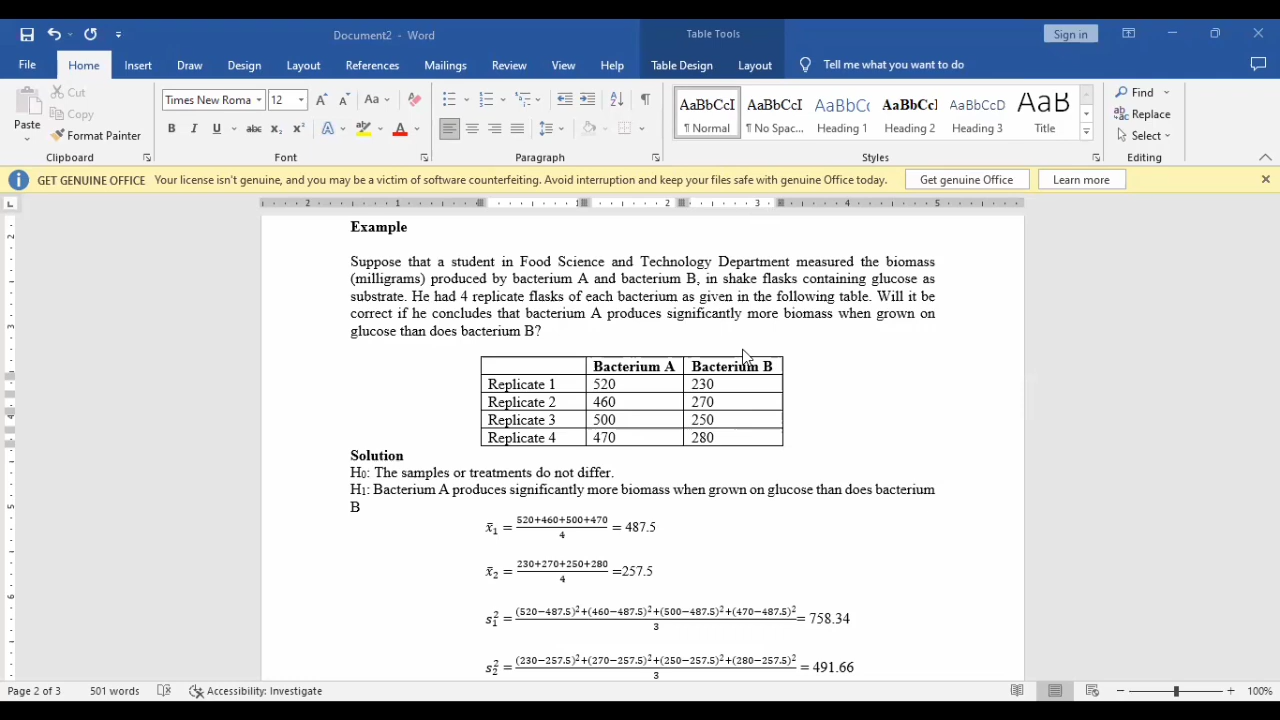 Document2 - Word
Table Tools
Sign in
File Home Insert Draw Design Layout References Mailings Review View Help Table Design Layout Tell me what you want to do
Paste
Cut
Copy
Format Painter
Clipboard
Times New Roma 12
Font
Paragraph
AaBbCcI AaBbCcI AaBbC AaBbCcI AaBbCcD AaB
¶ Normal ¶ No Spac... Heading 1 Heading 2 Heading 3 Title
Styles
Find
Replace
Select
Editing
GET GENUINE OFFICE Your license isn't genuine, and you may be a victim of software counterfeiting. Avoid interruption and keep your files safe with genuine Office today. Get genuine Office Learn more
2 1 1 2 3 4 5
Example
Suppose that a student in Food Science and Technology Department measured the biomass
(milligrams) produced by bacterium A and bacterium B, in shake flasks containing glucose as
substrate. He had 4 replicate flasks of each bacterium as given in the following table. Will it be
correct if he concludes that bacterium A produces significantly more biomass when grown on
glucose than does bacterium B?
Bacterium A Bacterium B
Replicate 1 520 230
Replicate 2 460 270
Replicate 3 500 250
Replicate 4 470 280
Solution
H₀: The samples or treatments do not differ.
H₁: Bacterium A produces significantly more biomass when grown on glucose than does bacterium
B
x̄₁ = (520+460+500+470)/4 = 487.5
x̄₂ = (230+270+250+280)/4 =257.5
s₁² = ((520−487.5)²+(460−487.5)²+(500−487.5)²+(470−487.5)²)/3 = 758.34
s₂² = ((230−257.5)²+(270−257.5)²+(250−257.5)²+(280−257.5)²)/3 = 491.66
Page 2 of 3 501 words Accessibility: Investigate 100%